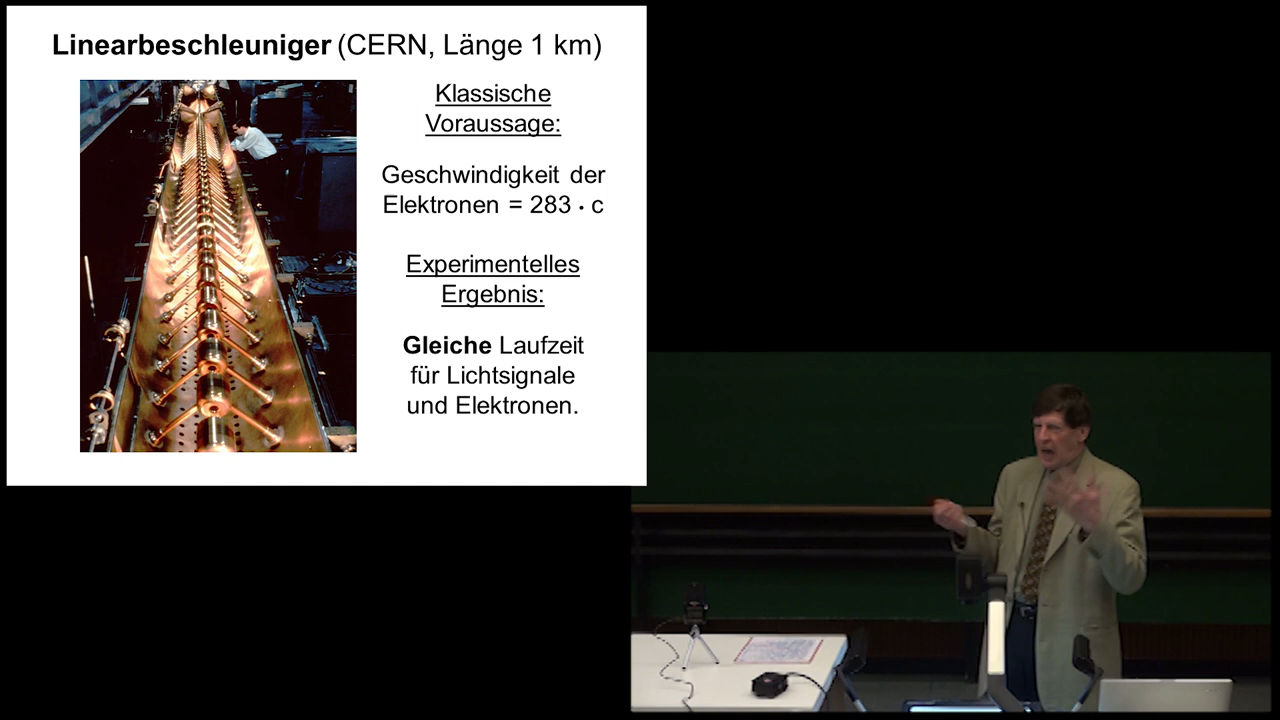 Linearbeschleuniger (CERN, Länge 1 km)
Klassische
Voraussage:
Geschwindigkeit der
Elektronen = 283 · c
Experimentelles
Ergebnis:
Gleiche Laufzeit
für Lichtsignale
und Elektronen.